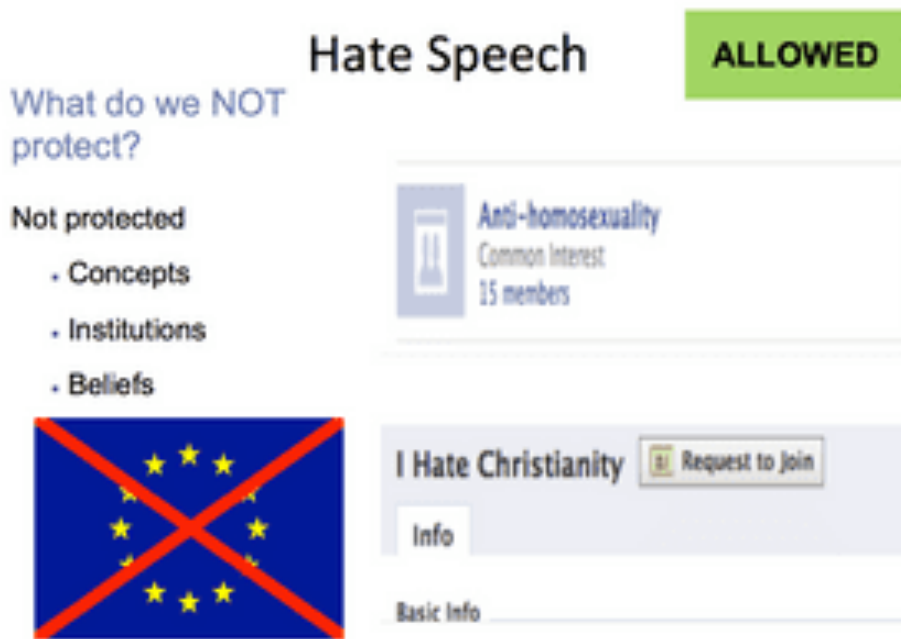 Hate Speech
ALLOWED
What do we NOT
protect?
Not protected
• Concepts
• Institutions
• Beliefs
Anti-homosexuality
Common Interest
15 members
I Hate Christianity
Request to Join
Info
Basic Info